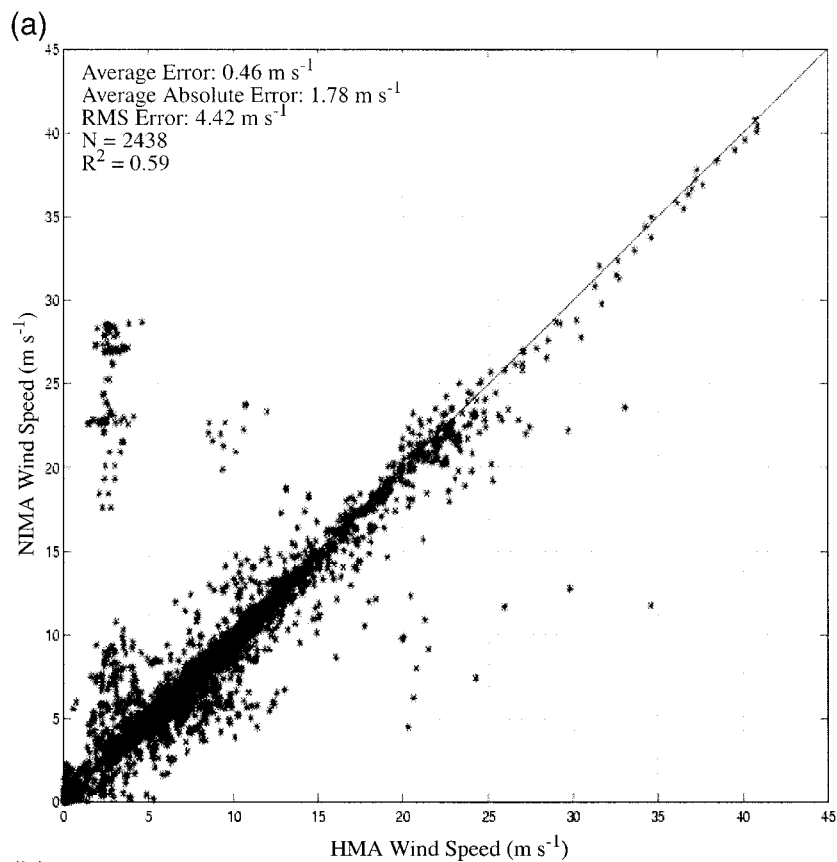 (a)
45
Average Error: 0.46 m s⁻¹
Average Absolute Error: 1.78 m s⁻¹
RMS Error: 4.42 m s⁻¹
N = 2438
R² = 0.59
40
35
30
25
20
15
10
5
0
NIMA Wind Speed (m s⁻¹)
0 5 10 15 20 25 30 35 40 45
HMA Wind Speed (m s⁻¹)